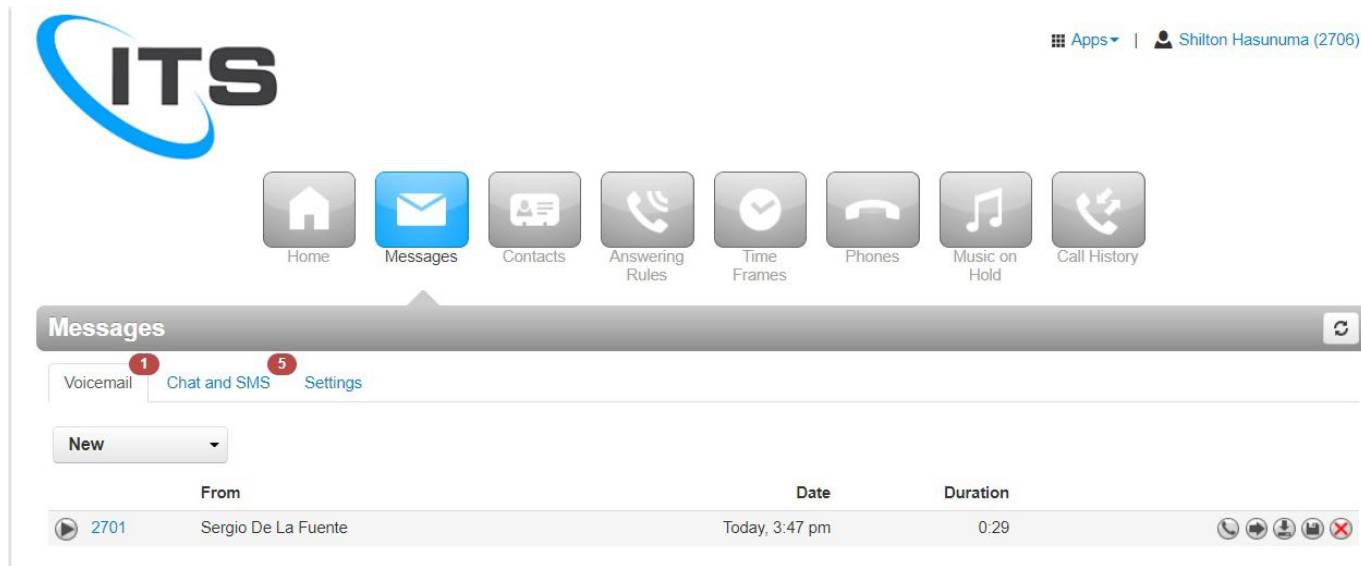 ITS
Apps | Shilton Hasunuma (2706)
Home
Messages
Contacts
Answering
Rules
Time
Frames
Phones
Music on
Hold
Call History
Messages
Voicemail 1 Chat and SMS 5 Settings
New
From Date Duration
2701 Sergio De La Fuente Today, 3:47 pm 0:29